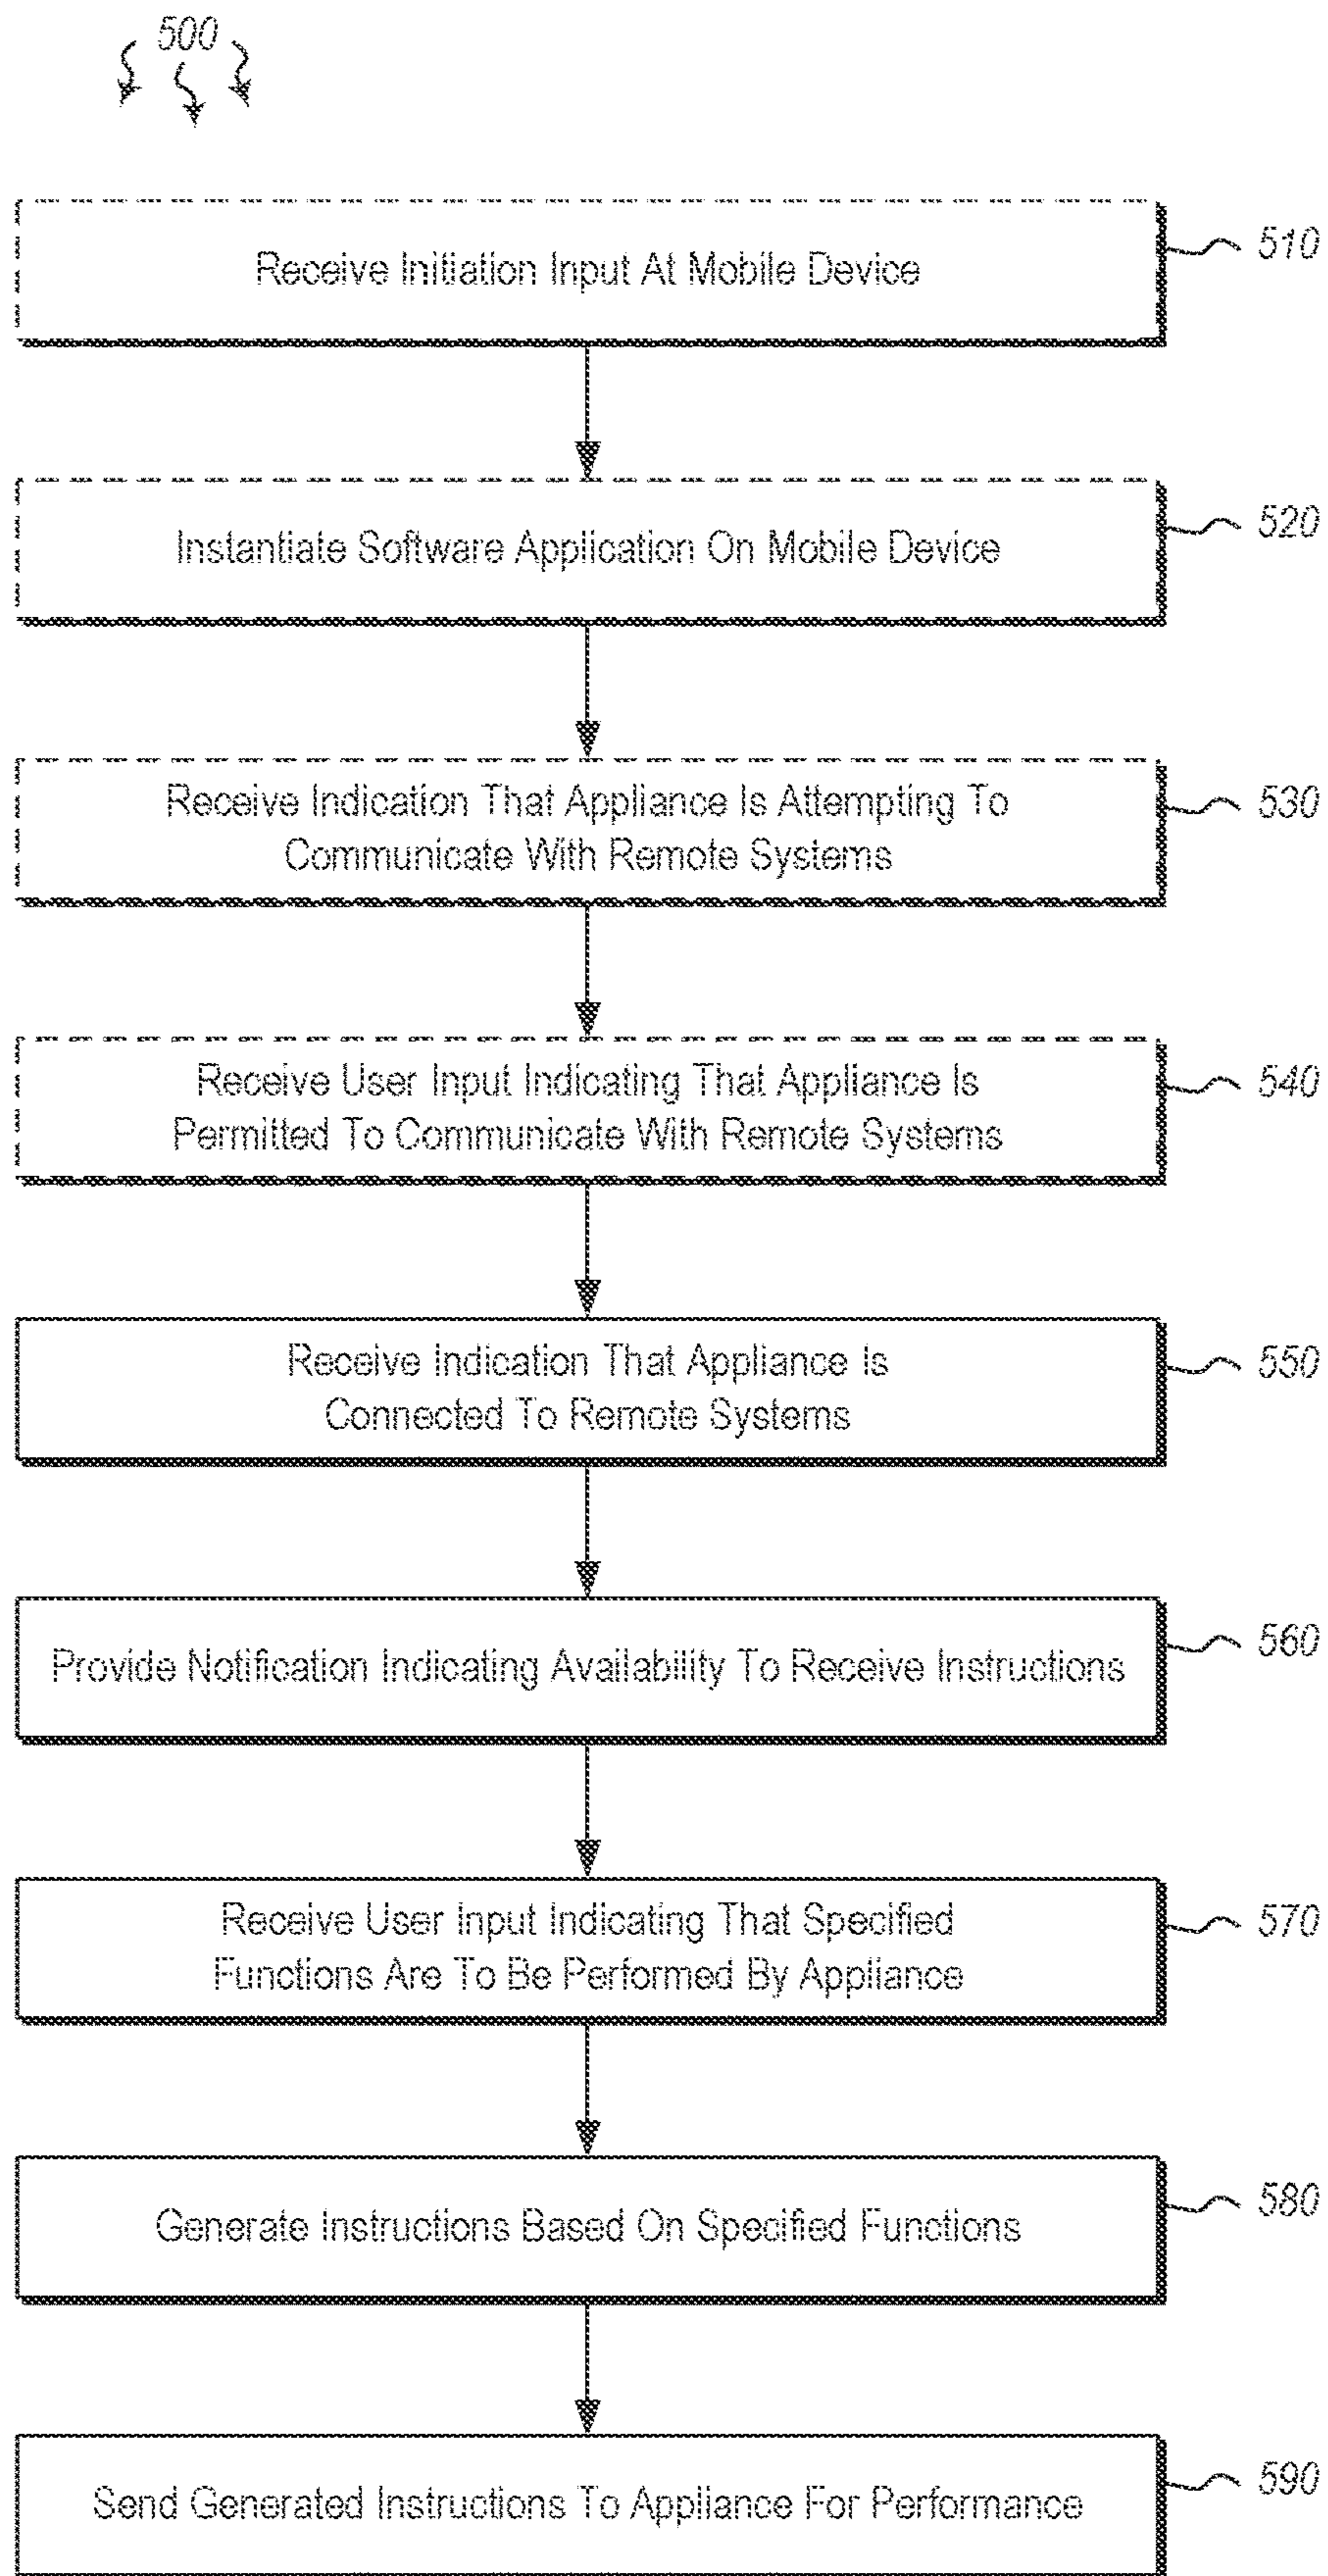 500
Receive Initiation Input At Mobile Device
510
Instantiate Software Application On Mobile Device
520
Receive Indication That Appliance Is Attempting To
Communicate With Remote Systems
530
Receive User Input Indicating That Appliance Is
Permitted To Communicate With Remote Systems
540
Receive Indication That Appliance Is
Connected To Remote Systems
550
Provide Notification Indicating Availability To Receive Instructions
560
Receive User Input Indicating That Specified
Functions Are To Be Performed By Appliance
570
Generate Instructions Based On Specified Functions
580
Send Generated Instructions To Appliance For Performance
590